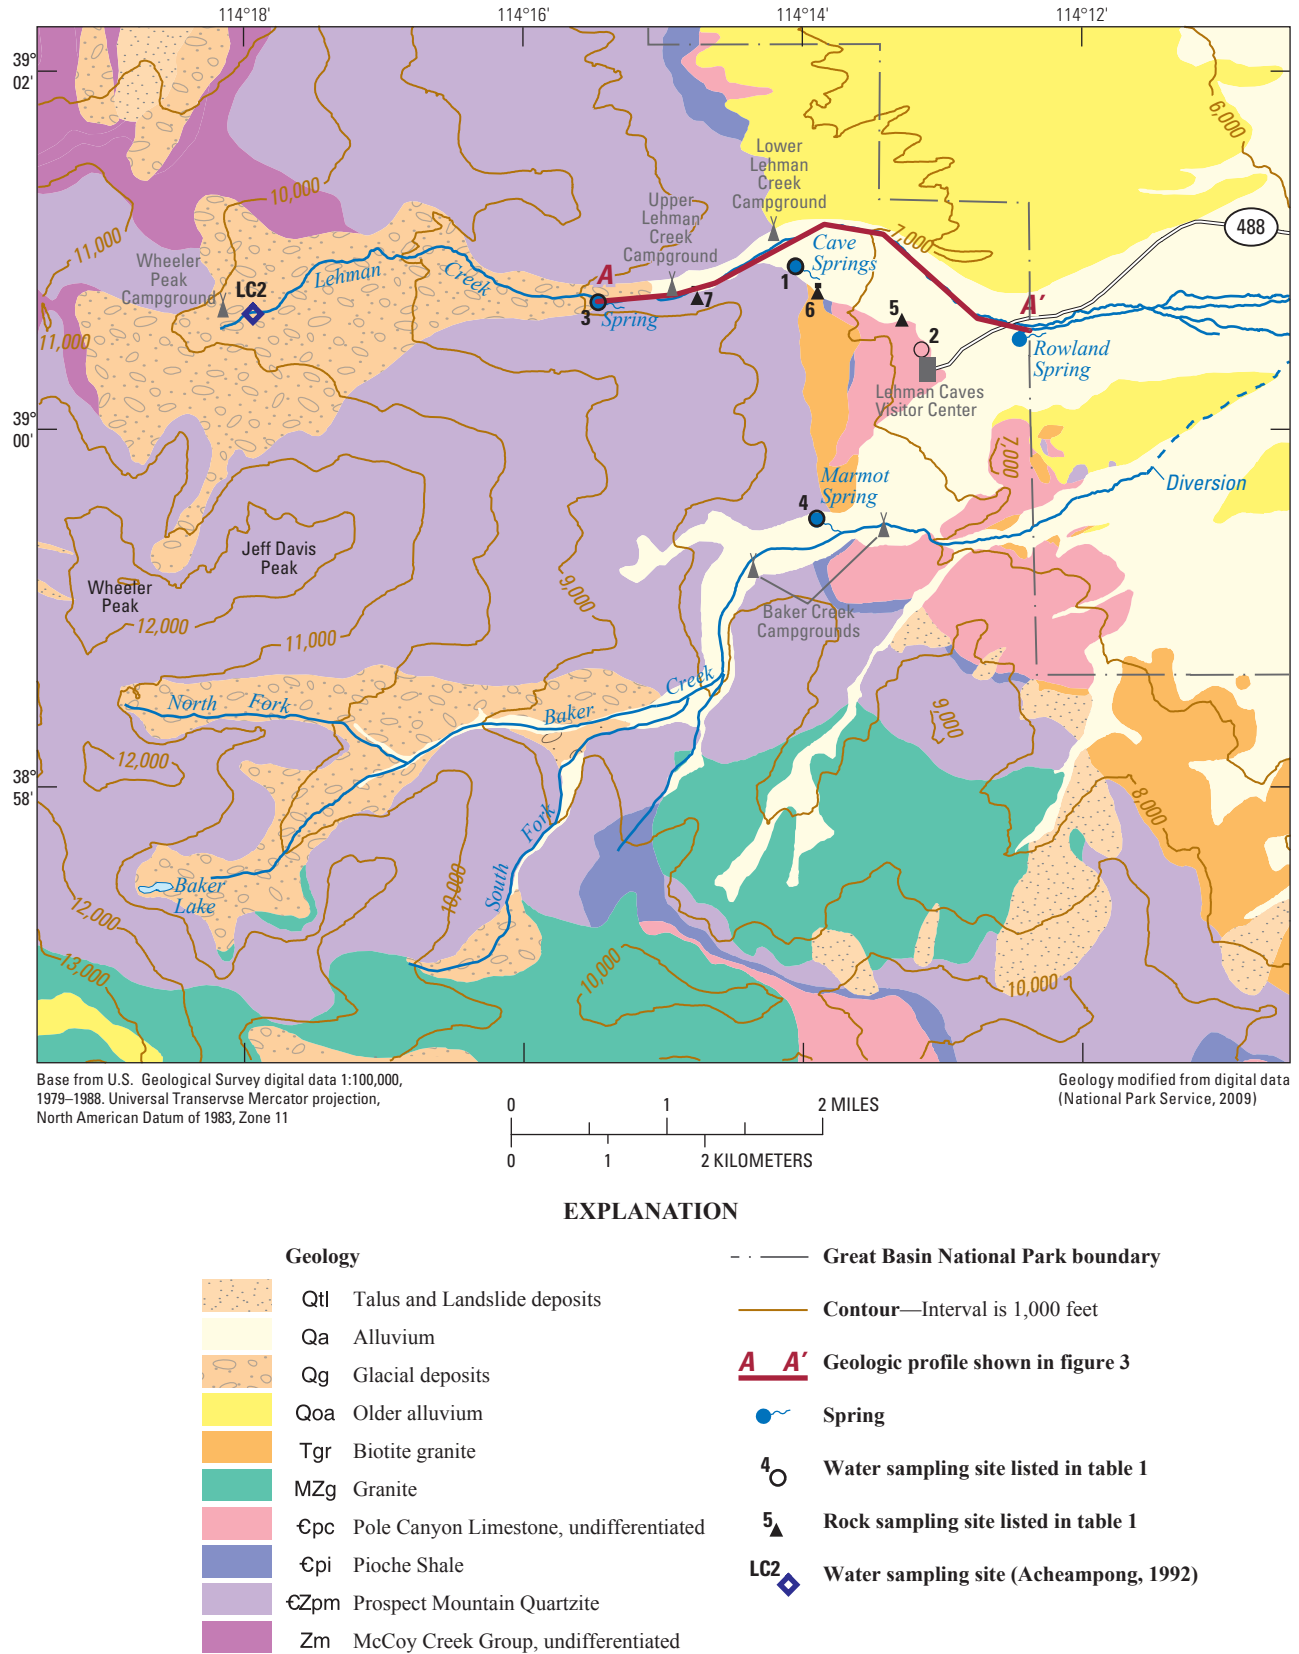 114°18'
114°16'
114°14'
114°12'
39°
02'
6,000
Lower
Lehman
Creek
Campground
10,000
Upper
Lehman
Creek
Campground
488
11,000
7,000
Wheeler
Peak
Campground
Cave
Springs
LC2
Lehman
Creek
A
1
7
6
5
A′
3
Spring
2
11,000
Rowland
Spring
Lehman Caves
Visitor Center
39°
00'
7,000
Marmot
Spring
4
Diversion
Jeff Davis
Peak
Wheeler
Peak
9,000
12,000
11,000
Baker Creek
Campgrounds
Creek
North Fork
Baker
9,000
12,000
38°
58'
8,000
Fork
South
10,000
Baker
Lake
12,000
13,000
10,000
10,000
Base from U.S. Geological Survey digital data 1:100,000,
1979–1988. Universal Transervse Mercator projection,
North American Datum of 1983, Zone 11
Geology modified from digital data
(National Park Service, 2009)
0 1 2 MILES
0 1 2 KILOMETERS
EXPLANATION
Geology
Qtl Talus and Landslide deposits
Qa Alluvium
Qg Glacial deposits
Qoa Older alluvium
Tgr Biotite granite
MZg Granite
Єpc Pole Canyon Limestone, undifferentiated
Єpi Pioche Shale
ЄZpm Prospect Mountain Quartzite
Zm McCoy Creek Group, undifferentiated
Great Basin National Park boundary
Contour—Interval is 1,000 feet
A A′ Geologic profile shown in figure 3
Spring
4 Water sampling site listed in table 1
5 Rock sampling site listed in table 1
LC2 Water sampling site (Acheampong, 1992)